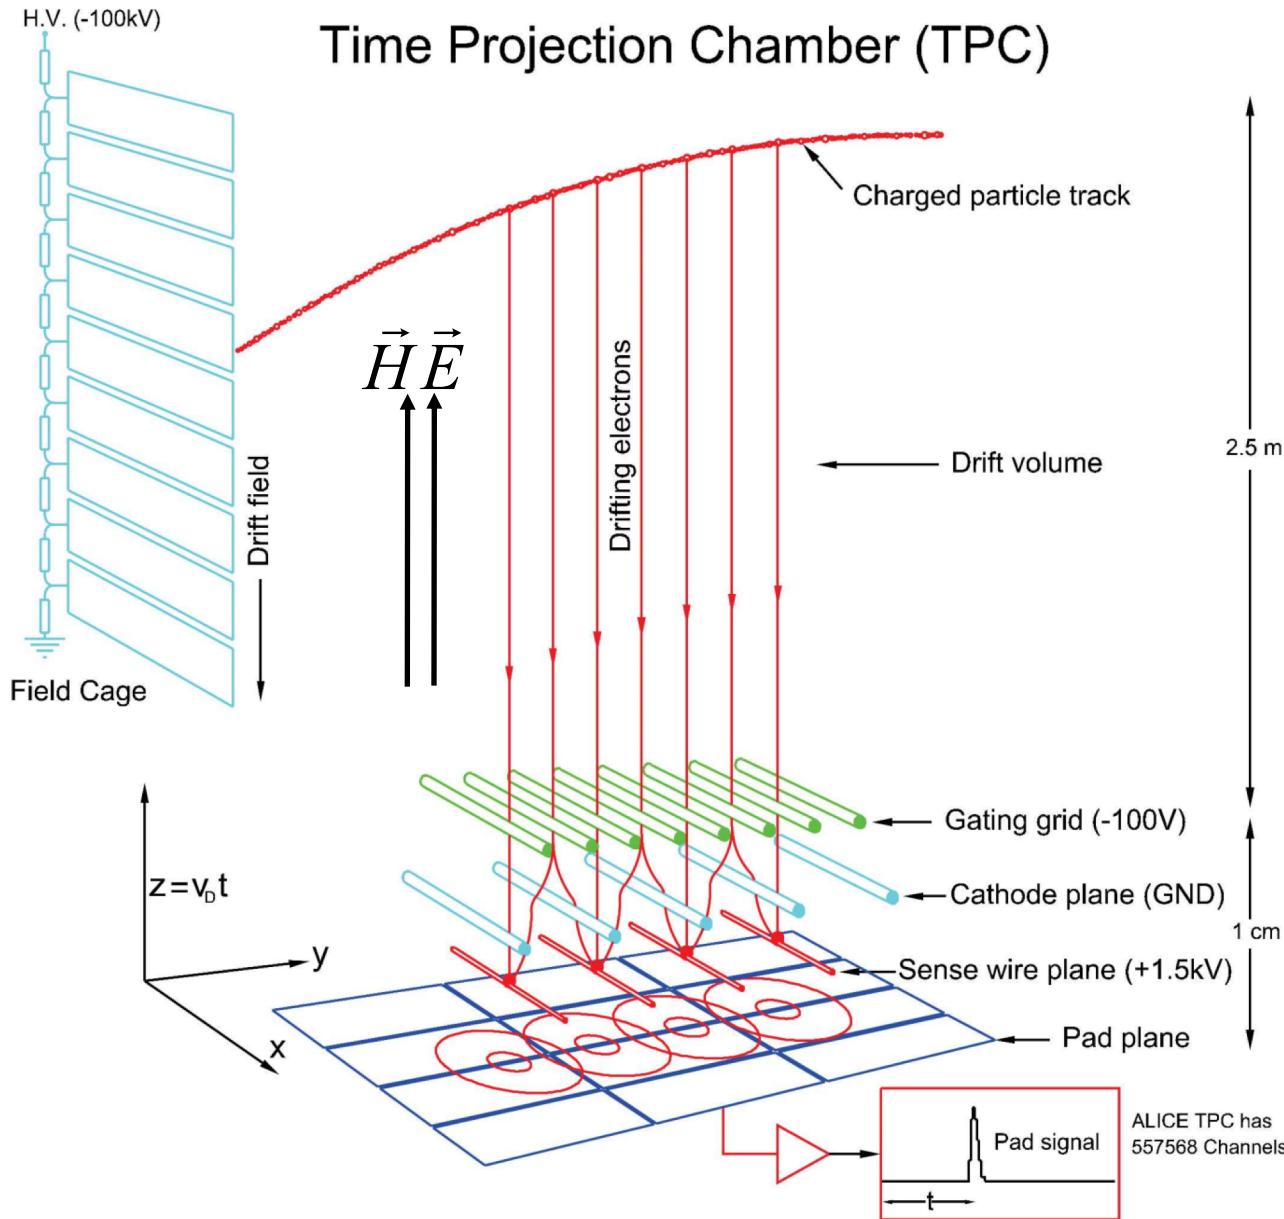 H.V. (-100kV)
Time Projection Chamber (TPC)
Charged particle track
H⃗ E⃗
2.5 m
Drift volume
Drifting electrons
Drift field
Field Cage
Gating grid (-100V)
z=v_D t
Cathode plane (GND)
1 cm
y
Sense wire plane (+1.5kV)
x
Pad plane
ALICE TPC has
557568 Channels
Pad signal
t